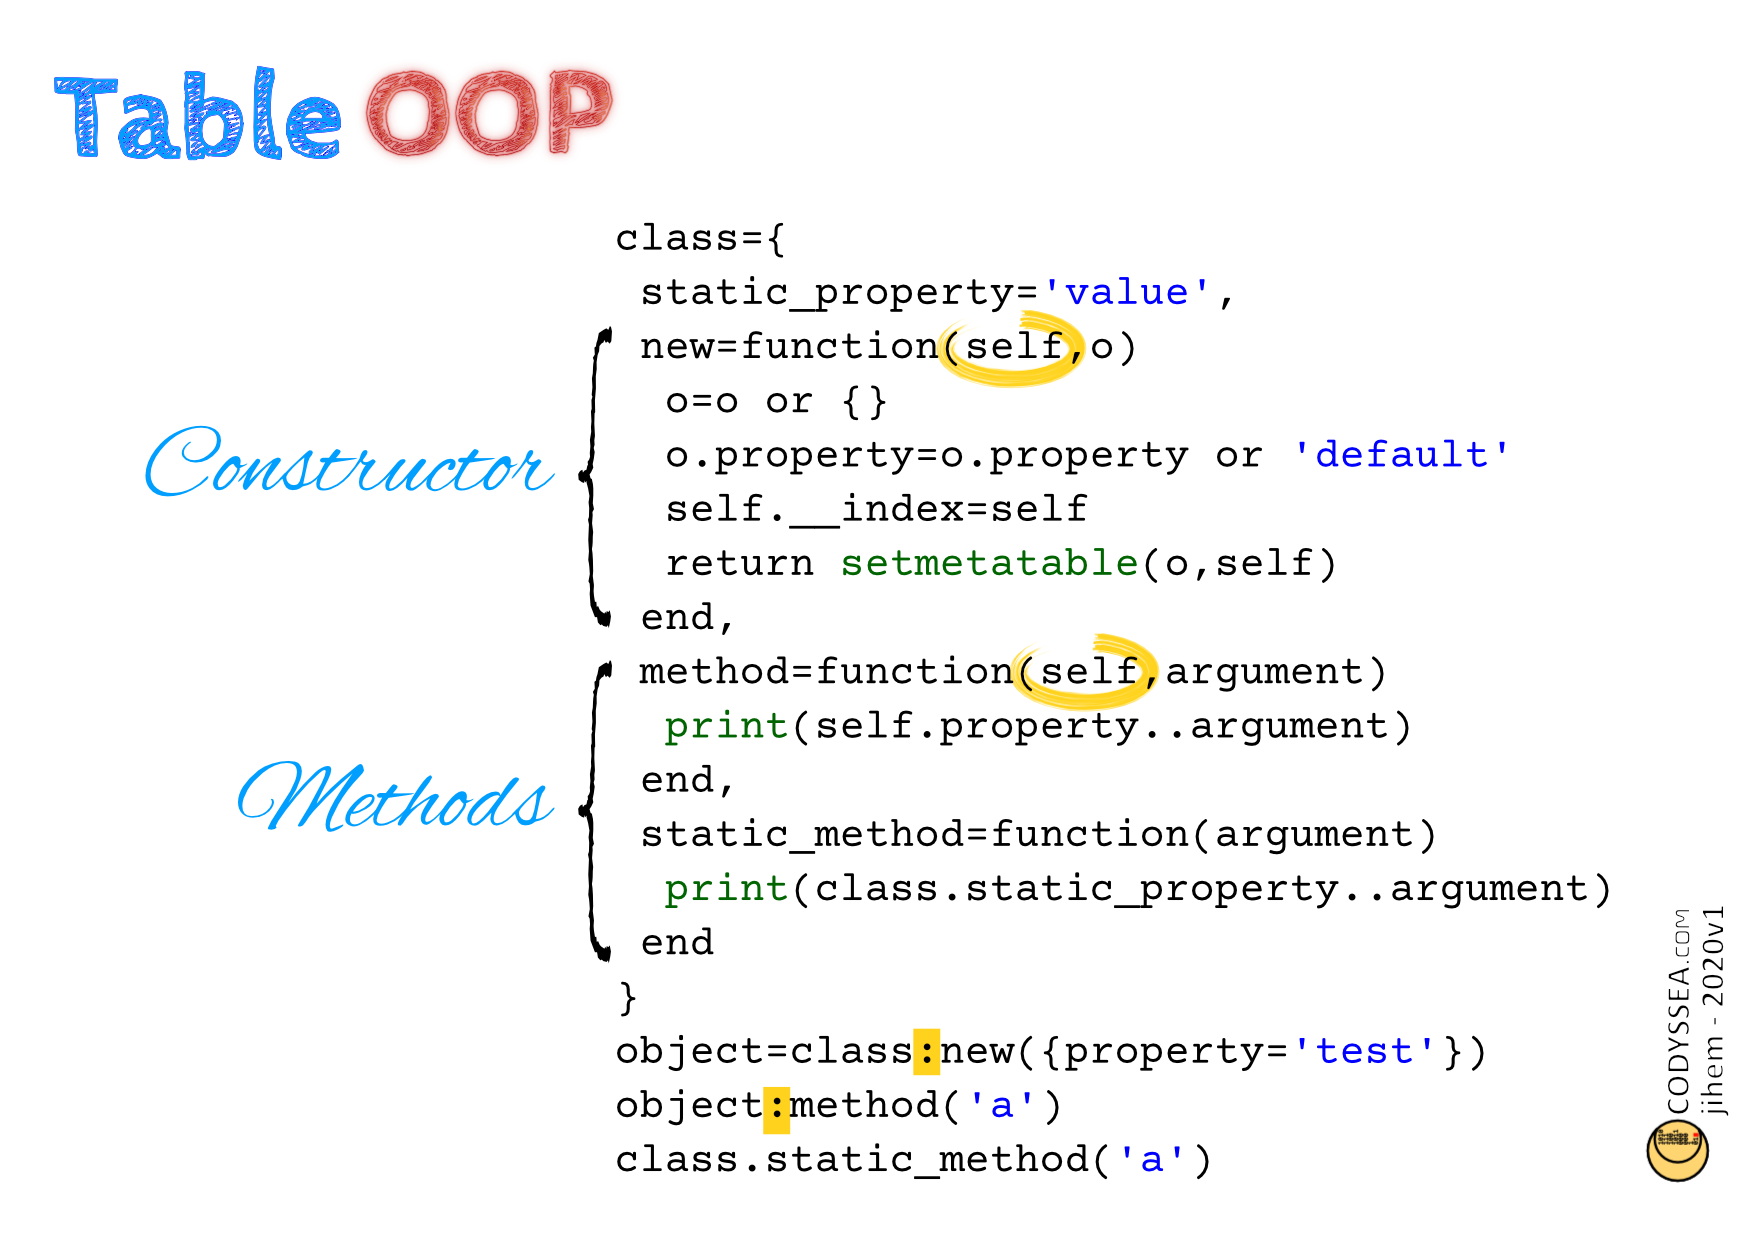 Table OOP
class={
static_property='value',
new=function(self,o)
o=o or {}
o.property=o.property or 'default'
self.__index=self
return setmetatable(o,self)
end,
Constructor
method=function(self,argument)
print(self.property..argument)
end,
static_method=function(argument)
print(class.static_property..argument)
end
Methods
}
object=class:new({property='test'})
object:method('a')
class.static_method('a')
CODYSSEA.COM
jihem - 2020v1